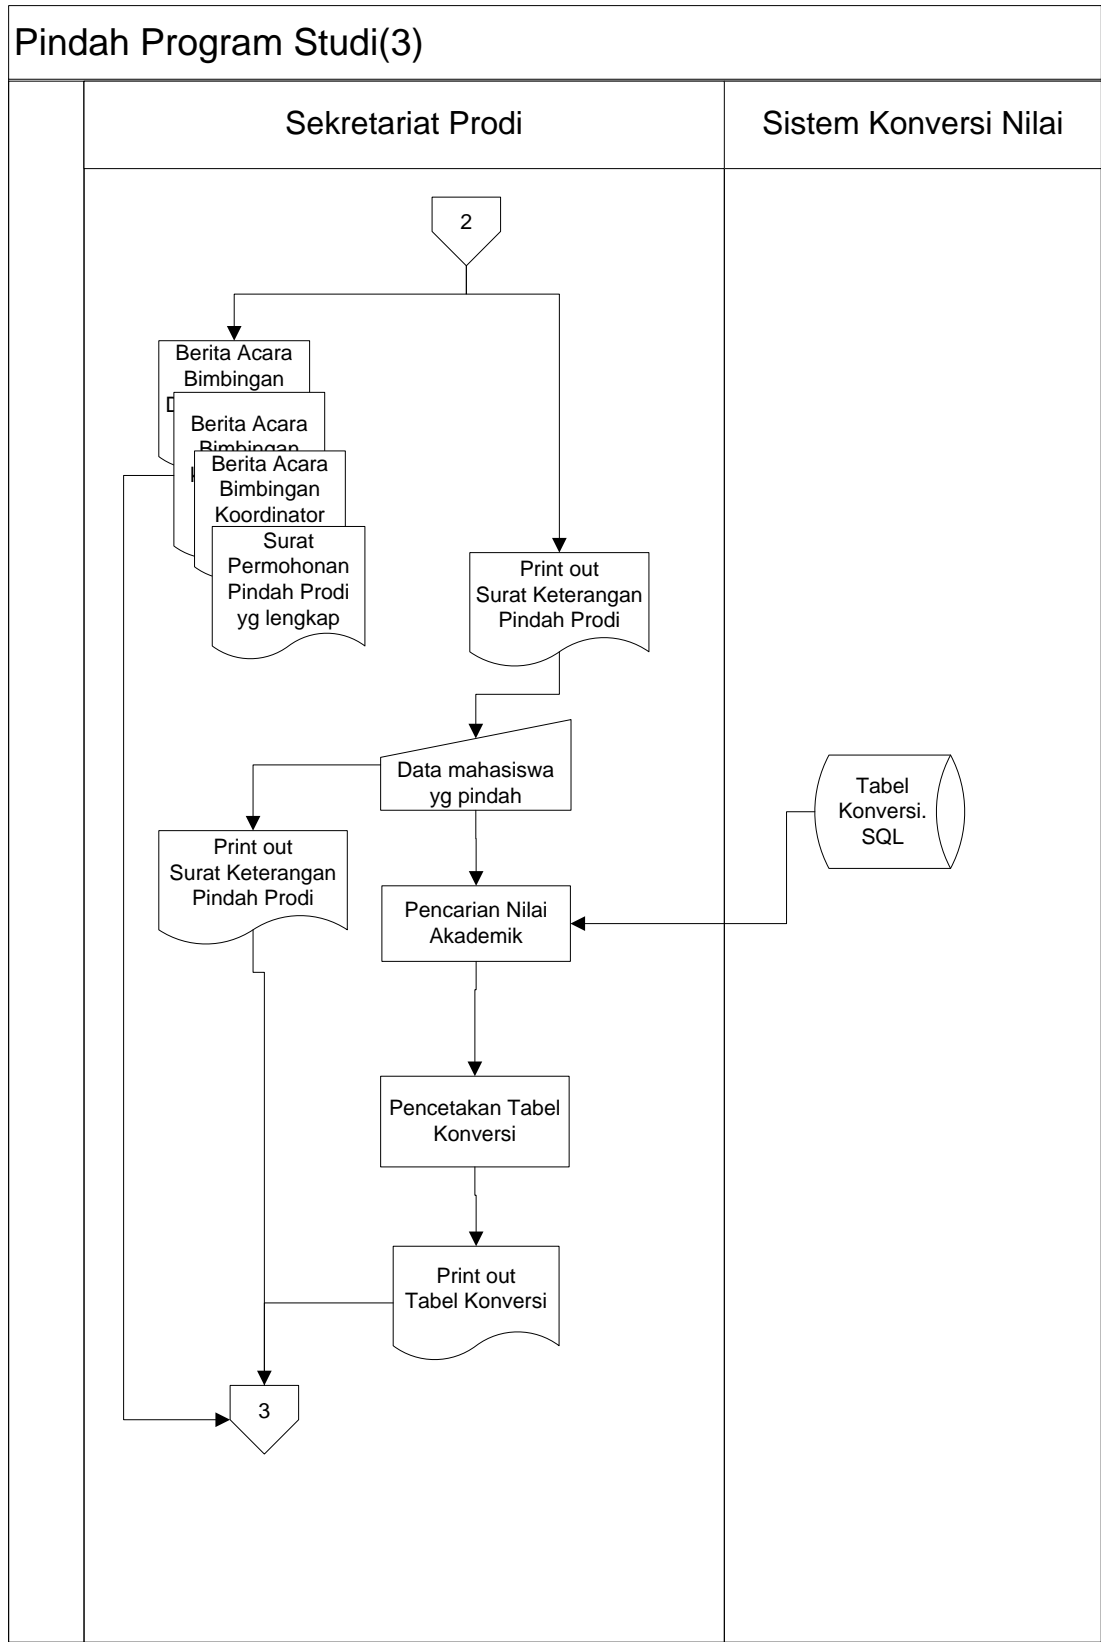 Pindah Program Studi(3)
Sekretariat Prodi
Sistem Konversi Nilai
2
Berita Acara
Bimbingan
Berita Acara
Bimbingan
Berita Acara
Bimbingan
Koordinator
Surat
Permohonan
Pindah Prodi
yg lengkap
Print out
Surat Keterangan
Pindah Prodi
Data mahasiswa
yg pindah
Tabel
Konversi.
SQL
Print out
Surat Keterangan
Pindah Prodi
Pencarian Nilai
Akademik
Pencetakan Tabel
Konversi
Print out
Tabel Konversi
3